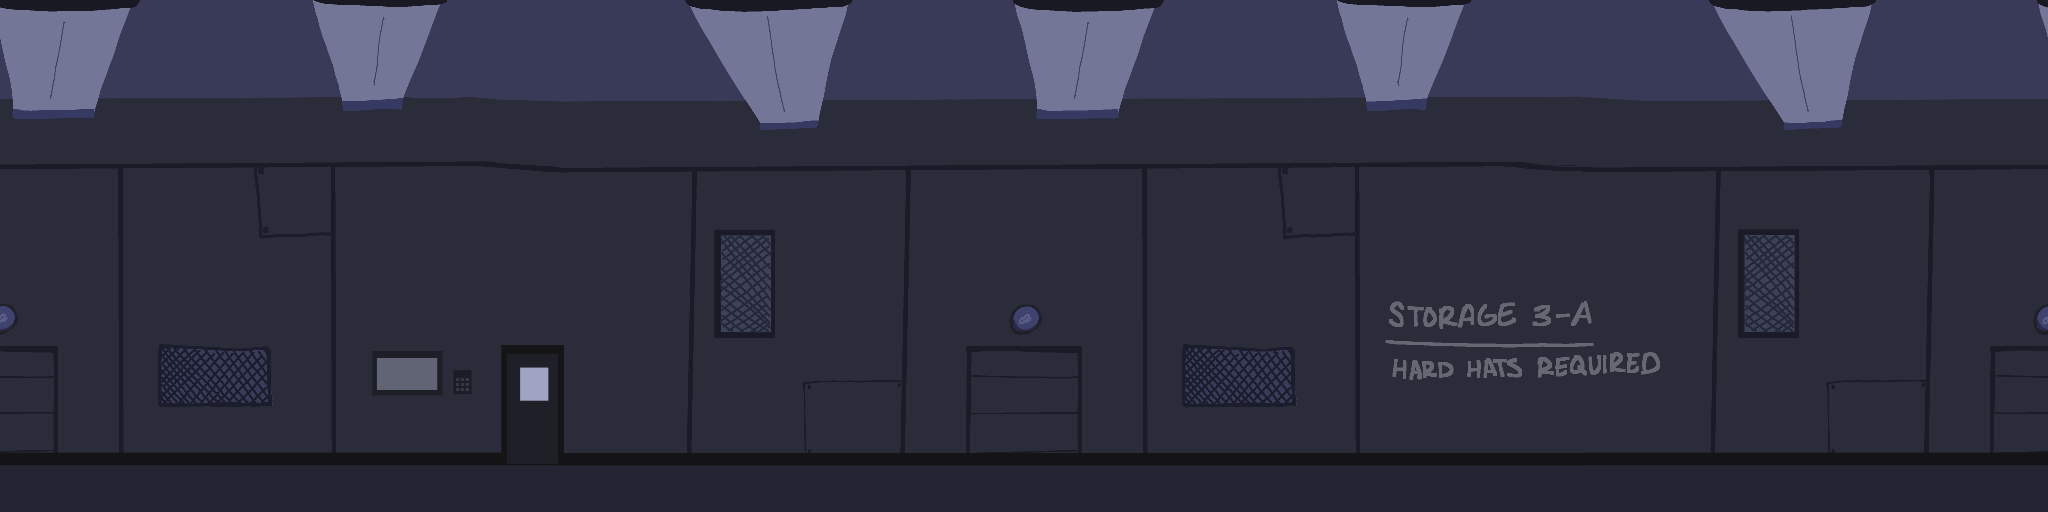 STORAGE 3-A
HARD HATS REQUIRED